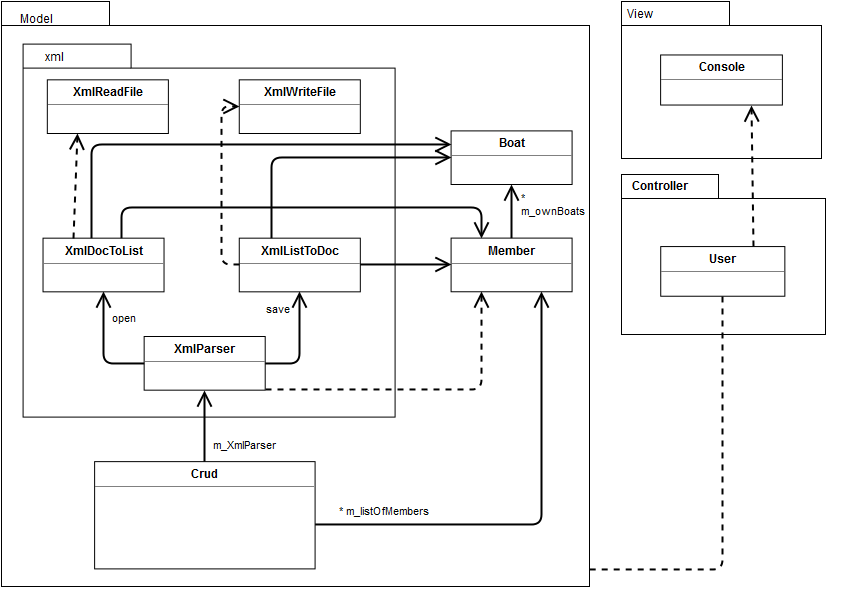 Model
View
xml
Console
XmlReadFile
XmlWriteFile
Boat
Controller
*
m_ownBoats
XmlDocToList
XmlListToDoc
Member
User
open
save
XmlParser
m_XmlParser
Crud
* m_listOfMembers